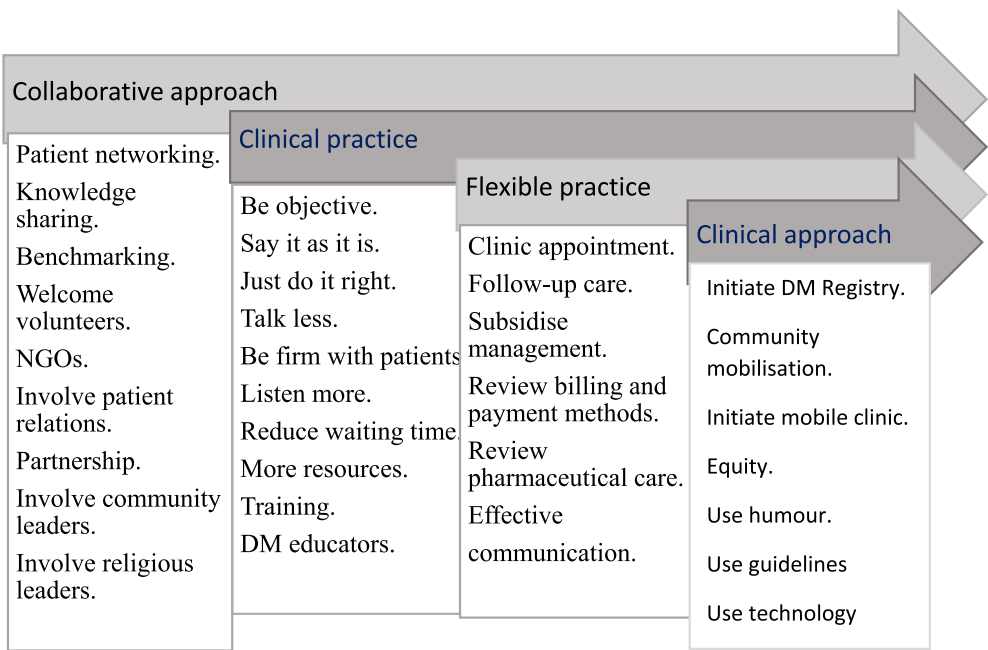 Collaborative approach
Patient networking.
Knowledge
sharing.
Benchmarking.
Welcome
volunteers.
NGOs.
Involve patient
relations.
Partnership.
Involve community
leaders.
Involve religious
leaders.
Clinical practice
Be objective.
Say it as it is.
Just do it right.
Talk less.
Be firm with patients
Listen more.
Reduce waiting time.
More resources.
Training.
DM educators.
Flexible practice
Clinic appointment.
Follow-up care.
Subsidise
management.
Review billing and
payment methods.
Review
pharmaceutical care.
Effective
communication.
Clinical approach
Initiate DM Registry.
Community
mobilisation.
Initiate mobile clinic.
Equity.
Use humour.
Use guidelines
Use technology